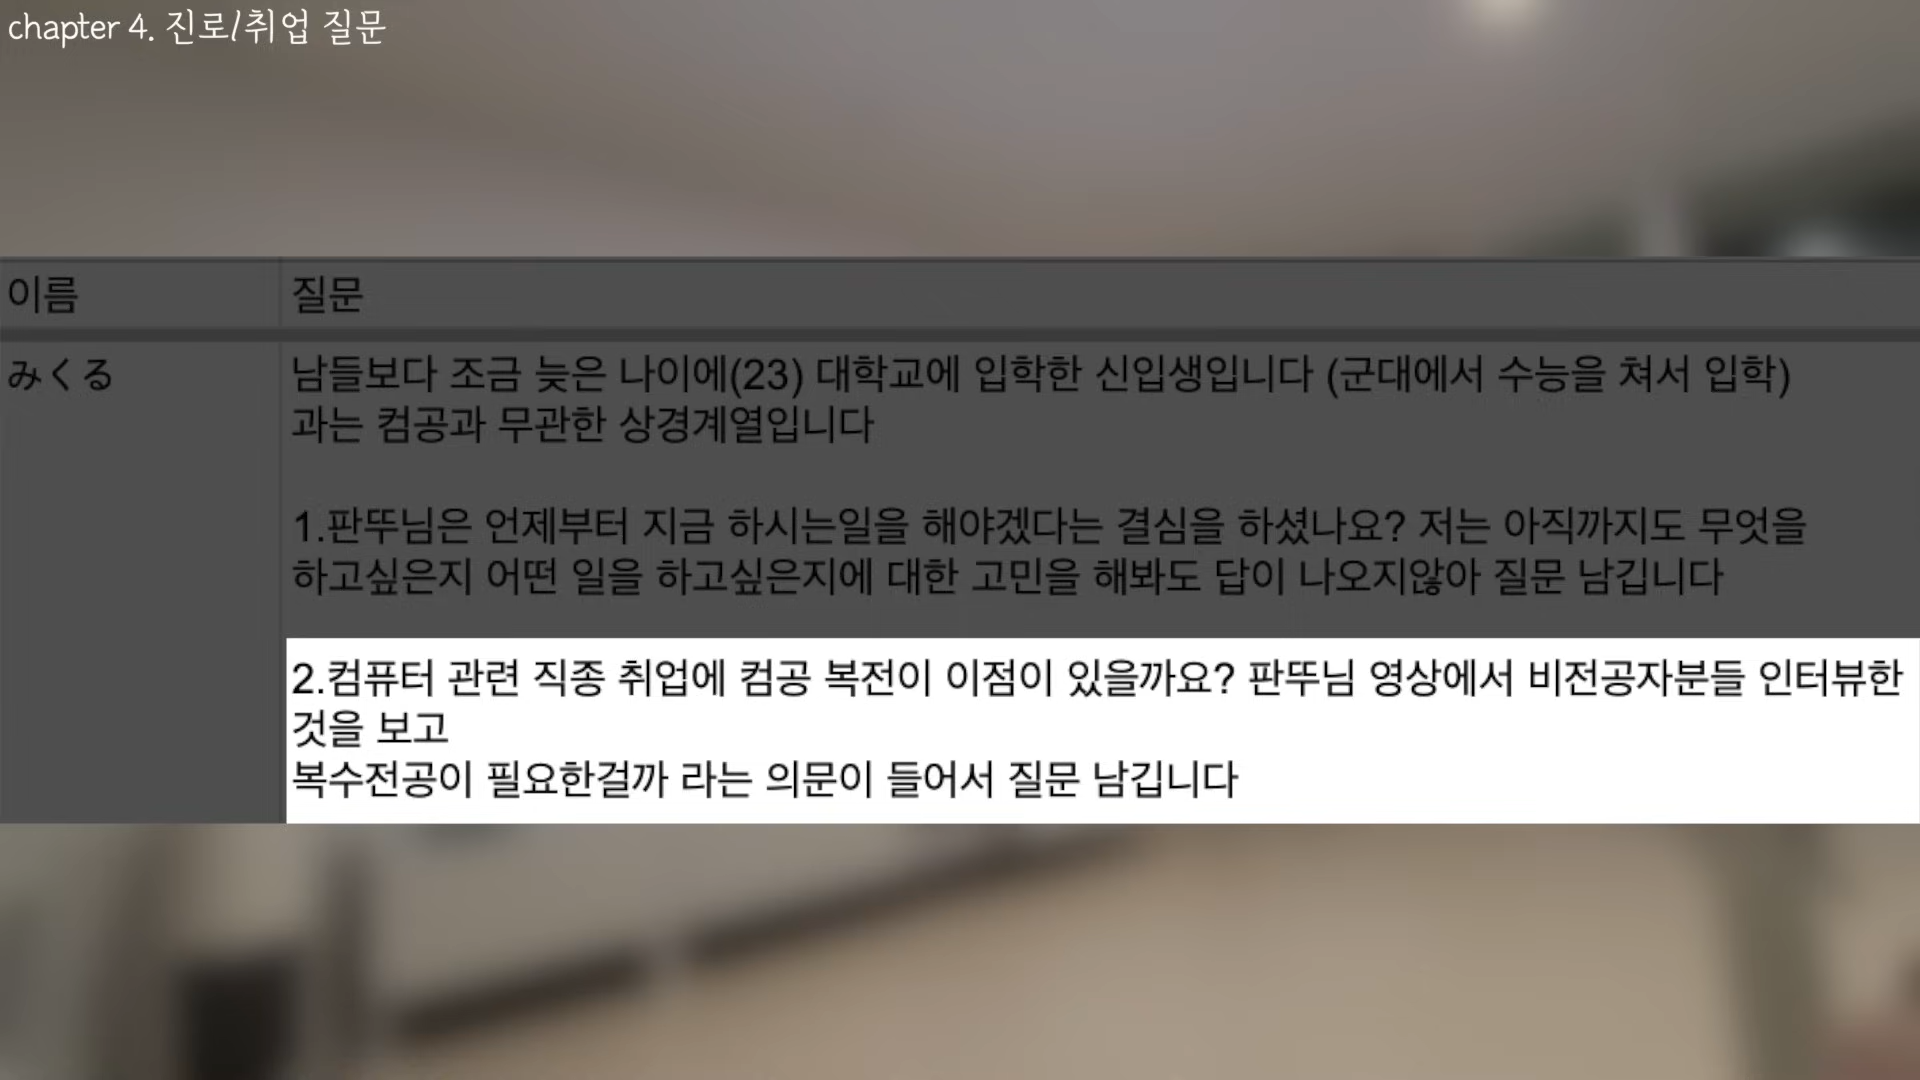 chapter 4. 진로/취업 질문
이름
질문
みくる
남들보다 조금 늦은 나이에(23) 대학교에 입학한 신입생입니다 (군대에서 수능을 쳐서 입학)
과는 컴공과 무관한 상경계열입니다
1.판뚜님은 언제부터 지금 하시는일을 해야겠다는 결심을 하셨나요? 저는 아직까지도 무엇을
하고싶은지 어떤 일을 하고싶은지에 대한 고민을 해봐도 답이 나오지않아 질문 남깁니다
2.컴퓨터 관련 직종 취업에 컴공 복전이 이점이 있을까요? 판뚜님 영상에서 비전공자분들 인터뷰한
것을 보고
복수전공이 필요한걸까 라는 의문이 들어서 질문 남깁니다